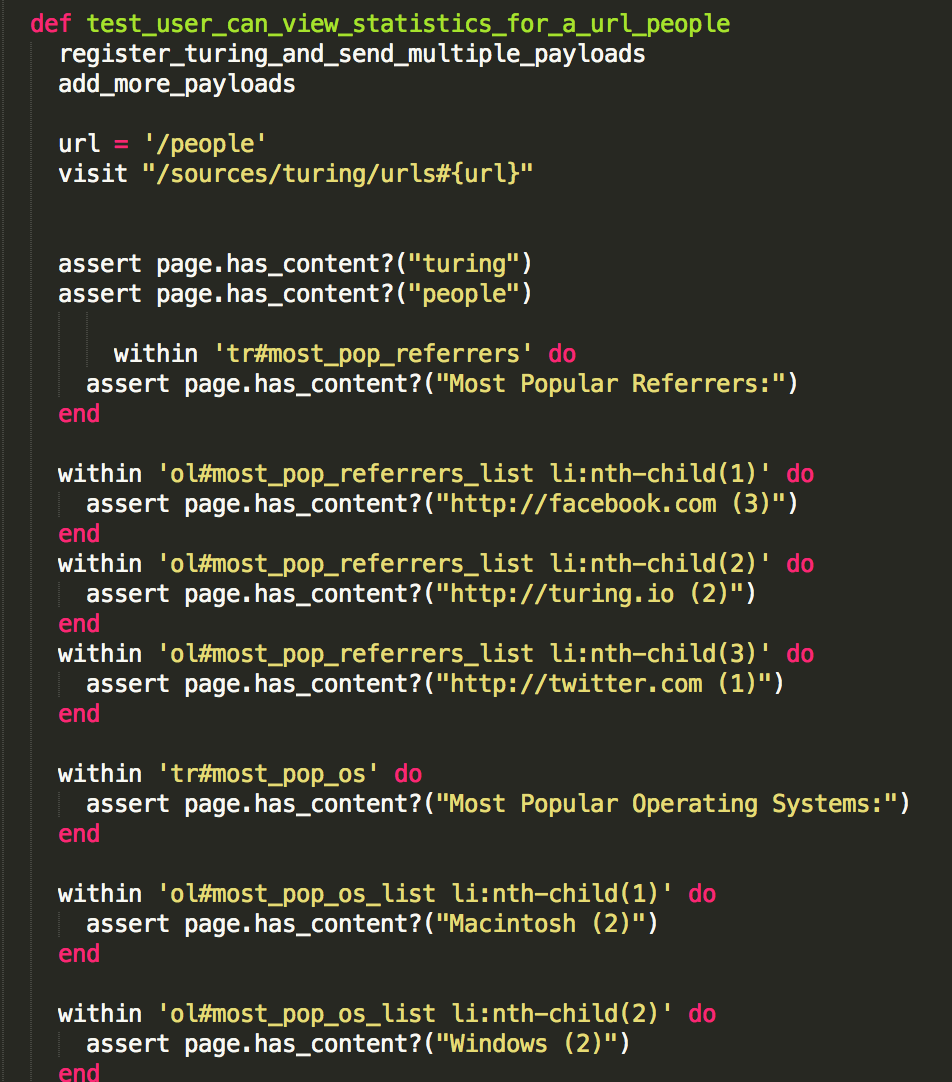 def test_user_can_view_statistics_for_a_url_people
  register_turing_and_send_multiple_payloads
  add_more_payloads

  url = '/people'
  visit "/sources/turing/urls#{url}"


  assert page.has_content?("turing")
  assert page.has_content?("people")

      within 'tr#most_pop_referrers' do
    assert page.has_content?("Most Popular Referrers:")
  end

  within 'ol#most_pop_referrers_list li:nth-child(1)' do
    assert page.has_content?("http://facebook.com (3)")
  end
  within 'ol#most_pop_referrers_list li:nth-child(2)' do
    assert page.has_content?("http://turing.io (2)")
  end
  within 'ol#most_pop_referrers_list li:nth-child(3)' do
    assert page.has_content?("http://twitter.com (1)")
  end

  within 'tr#most_pop_os' do
    assert page.has_content?("Most Popular Operating Systems:")
  end

  within 'ol#most_pop_os_list li:nth-child(1)' do
    assert page.has_content?("Macintosh (2)")
  end

  within 'ol#most_pop_os_list li:nth-child(2)' do
    assert page.has_content?("Windows (2)")
  end